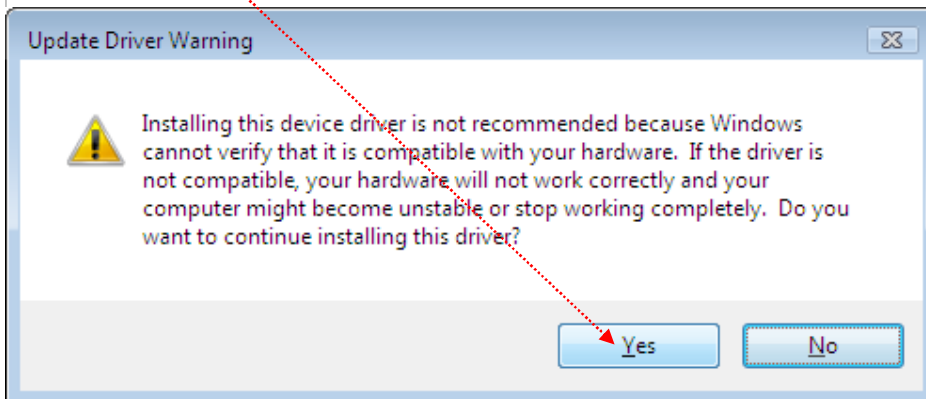 Update Driver Warning
Installing this device driver is not recommended because Windows
cannot verify that it is compatible with your hardware.  If the driver is
not compatible, your hardware will not work correctly and your
computer might become unstable or stop working completely.  Do you
want to continue installing this driver?
Yes No